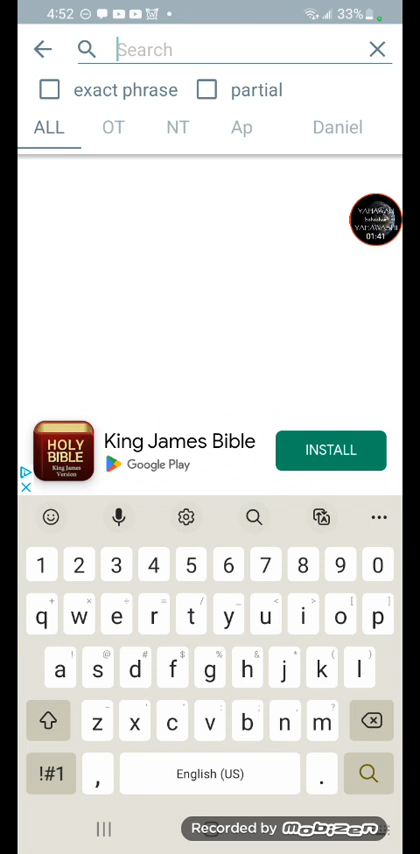 4:52
33%
Search
exact phrase partial
ALL OT NT Ap Daniel
YAHAWAH
YAHAWASHI
01:41
HOLY
BIBLE
King James
Version
King James Bible
Google Play
INSTALL
1 2 3 4 5 6 7 8 9 0
q w e r t y u i o p
a s d f g h j k l
z x c v b n m
!#1 , English (US) .
Recorded by mobizen